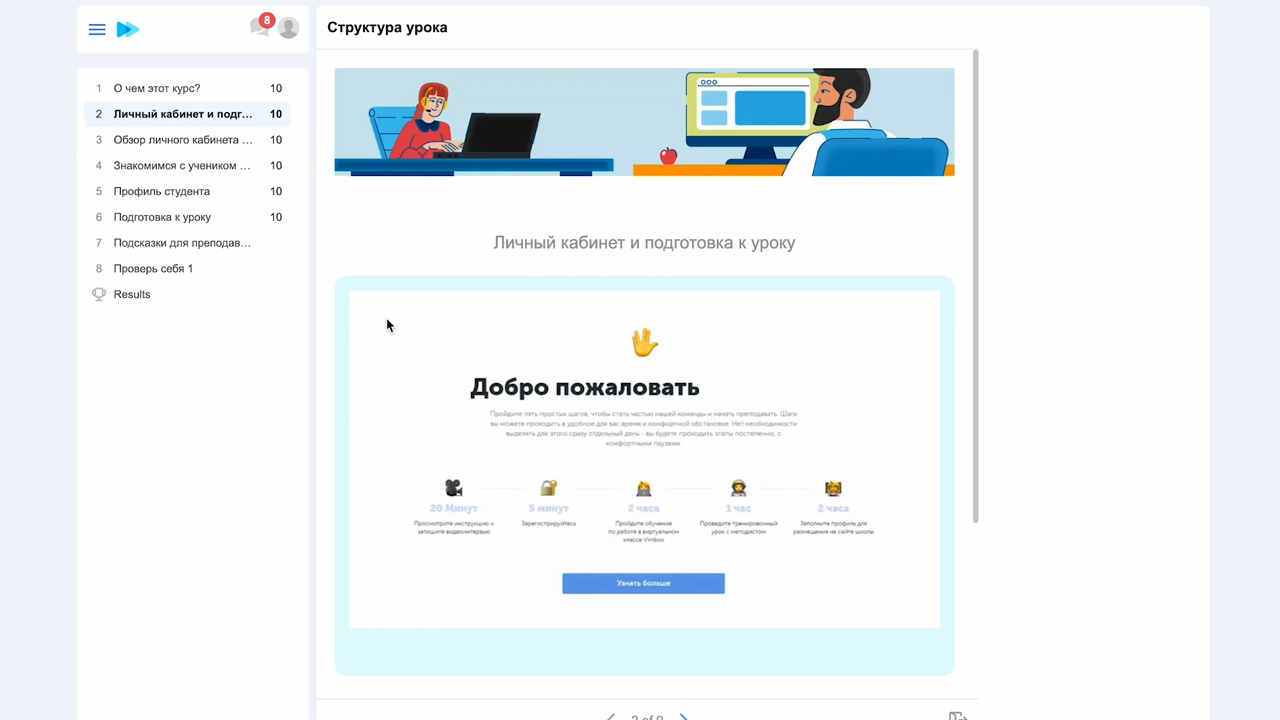 8
Структура урока
1 О чем этот курс? 10
2 Личный кабинет и подг... 10
3 Обзор личного кабинета ... 10
4 Знакомимся с учеником ... 10
5 Профиль студента 10
6 Подготовка к уроку 10
7 Подсказки для преподав...
8 Проверь себя 1
Results
Личный кабинет и подготовка к уроку
Добро пожаловать
Пройдите пять простых шагов, чтобы стать частью нашей команды и начать преподавать. Шаги
вы можете проходить в удобное для вас время и комфортной обстановке. Нет необходимости
выделять для этого сразу отдельный день - вы будете проходить этапы постепенно, с
комфортными паузами.
20 Минут
Просмотрите инструкцию и
запишите видеоинтервью
5 минут
Зарегистрируйтесь
2 часа
Пройдите обучение
по работе в виртуальном
классе Vimbox
1 час
Проведите тренировочный
урок с методистом
2 часа
Заполните профиль для
размещения на сайте школы
Узнать больше